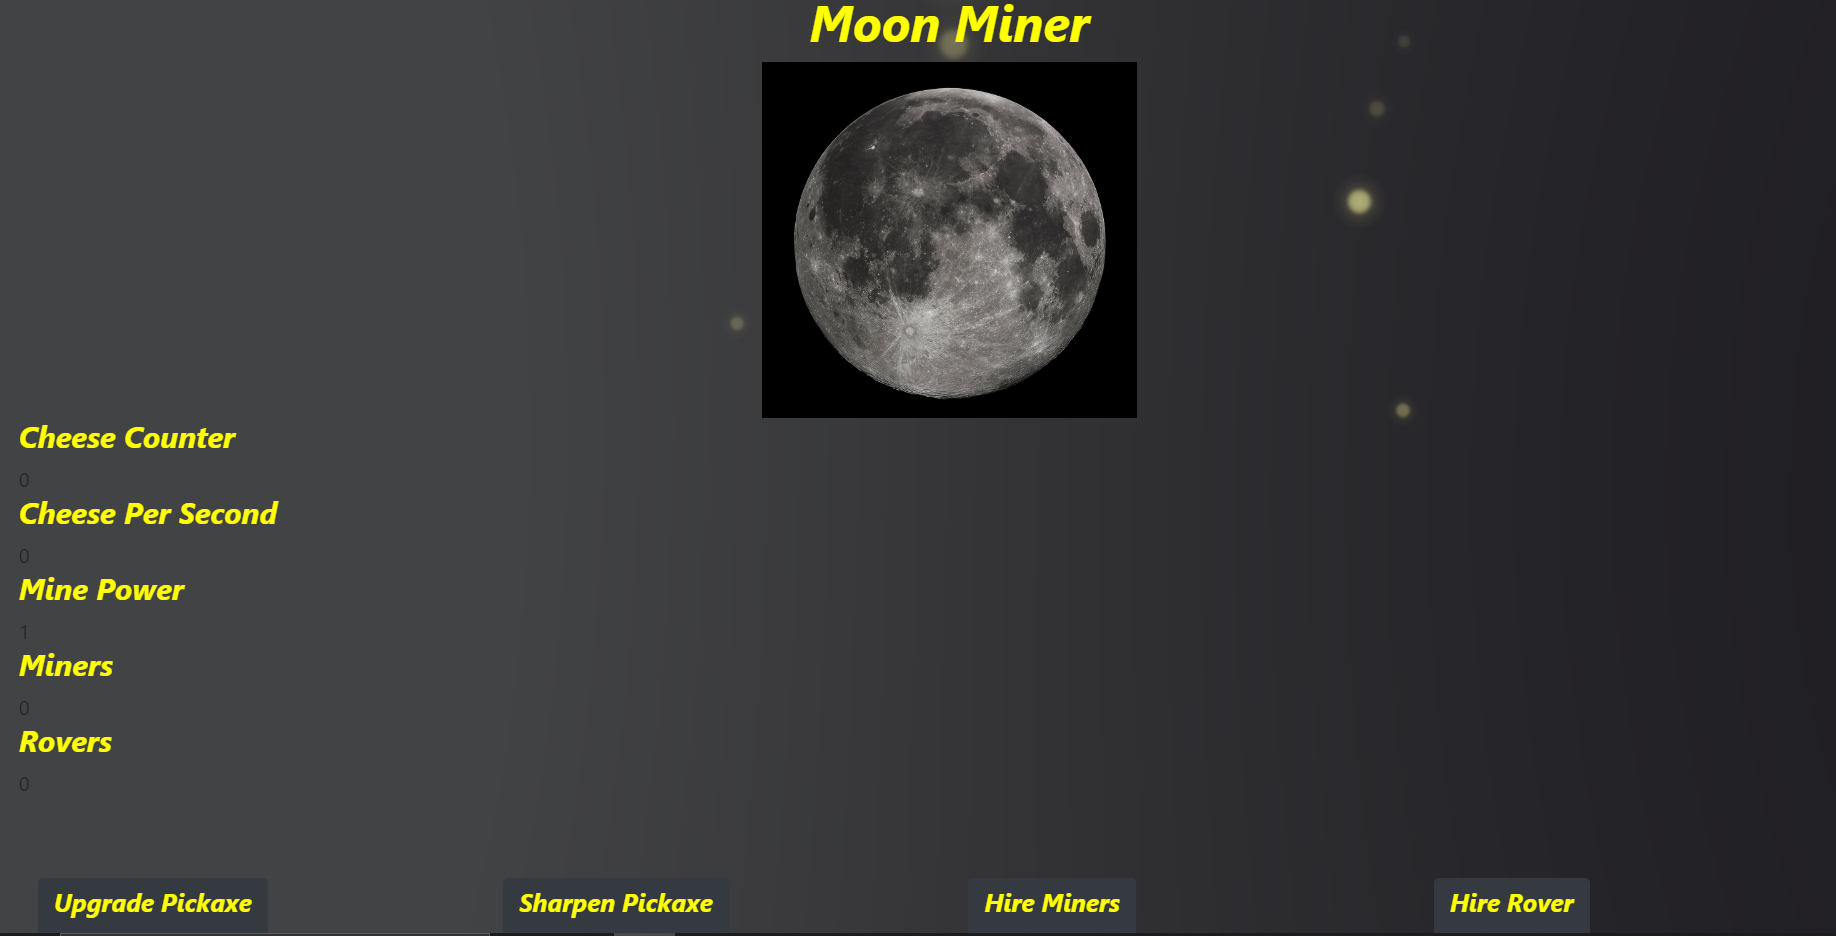 Moon Miner
Cheese Counter
0
Cheese Per Second
0
Mine Power
1
Miners
0
Rovers
0
Upgrade Pickaxe
Sharpen Pickaxe
Hire Miners
Hire Rover